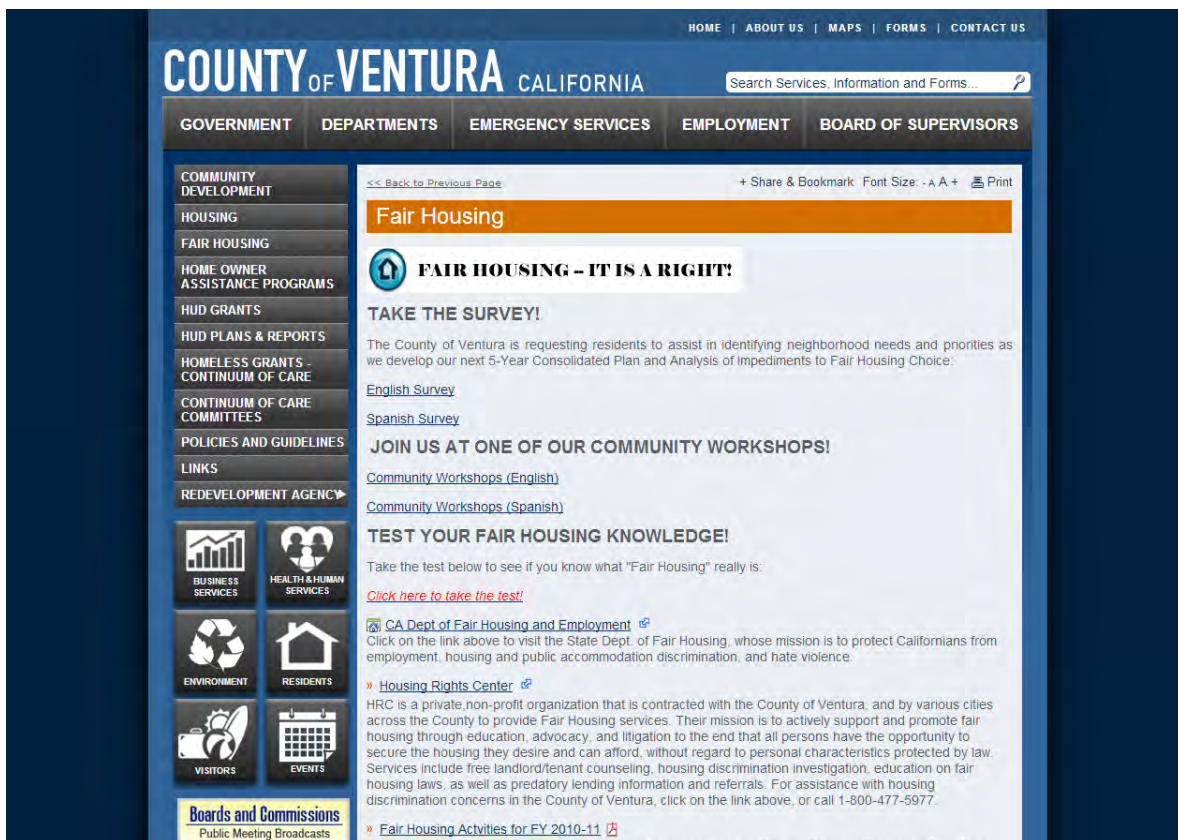 HOME | ABOUT US | MAPS | FORMS | CONTACT US
COUNTY OF VENTURA CALIFORNIA
Search Services, Information and Forms...
GOVERNMENT DEPARTMENTS EMERGENCY SERVICES EMPLOYMENT BOARD OF SUPERVISORS
COMMUNITY
DEVELOPMENT
HOUSING
FAIR HOUSING
HOME OWNER
ASSISTANCE PROGRAMS
HUD GRANTS
HUD PLANS & REPORTS
HOMELESS GRANTS -
CONTINUUM OF CARE
CONTINUUM OF CARE
COMMITTEES
POLICIES AND GUIDELINES
LINKS
REDEVELOPMENT AGENCY
BUSINESS
SERVICES
HEALTH & HUMAN
SERVICES
ENVIRONMENT
RESIDENTS
VISITORS
EVENTS
Boards and Commissions
Public Meeting Broadcasts
<< Back to Previous Page
+ Share & Bookmark Font Size: - A A + Print
Fair Housing
FAIR HOUSING – IT IS A RIGHT!
TAKE THE SURVEY!
The County of Ventura is requesting residents to assist in identifying neighborhood needs and priorities as
we develop our next 5-Year Consolidated Plan and Analysis of Impediments to Fair Housing Choice:
English Survey
Spanish Survey
JOIN US AT ONE OF OUR COMMUNITY WORKSHOPS!
Community Workshops (English)
Community Workshops (Spanish)
TEST YOUR FAIR HOUSING KNOWLEDGE!
Take the test below to see if you know what "Fair Housing" really is:
Click here to take the test!
CA Dept of Fair Housing and Employment
Click on the link above to visit the State Dept. of Fair Housing, whose mission is to protect Californians from
employment, housing and public accommodation discrimination, and hate violence.
» Housing Rights Center
HRC is a private,non-profit organization that is contracted with the County of Ventura, and by various cities
across the County to provide Fair Housing services. Their mission is to actively support and promote fair
housing through education, advocacy, and litigation to the end that all persons have the opportunity to
secure the housing they desire and can afford, without regard to personal characteristics protected by law.
Services include free landlord/tenant counseling, housing discrimination investigation, education on fair
housing laws, as well as predatory lending information and referrals. For assistance with housing
discrimination concerns in the County of Ventura, click on the link above, or call 1-800-477-5977.
» Fair Housing Actvities for FY 2010-11